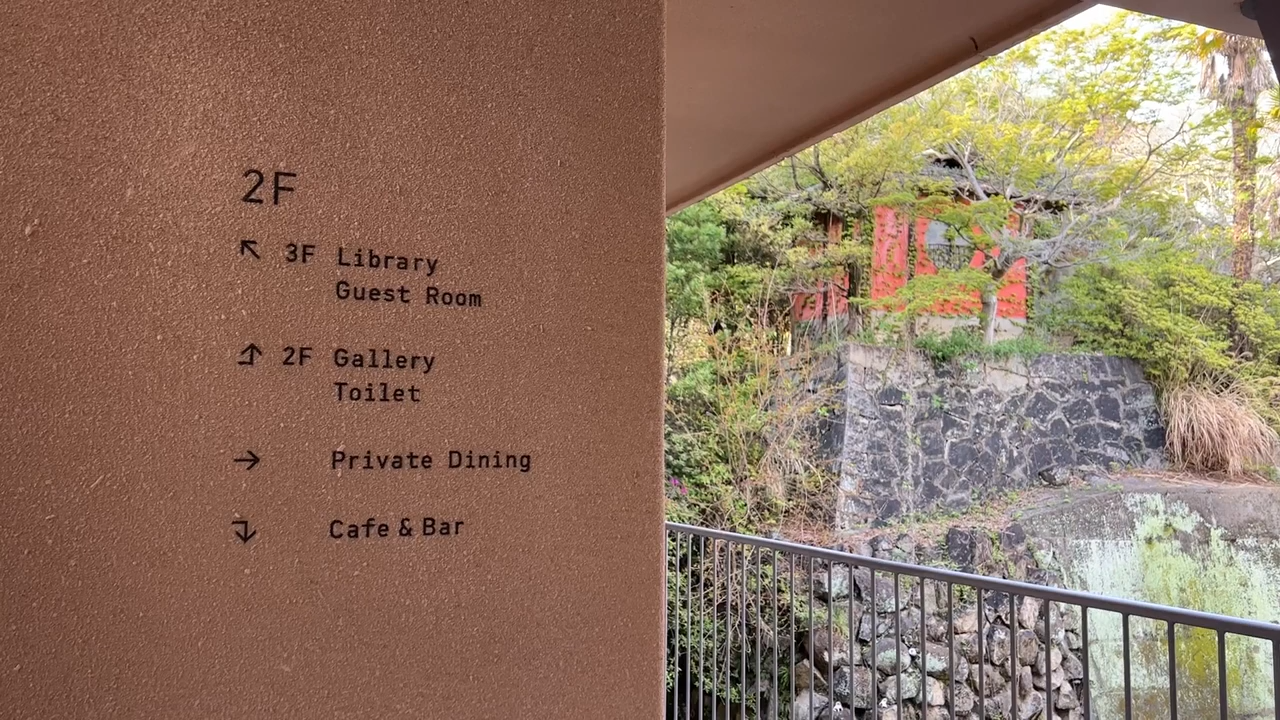 2F
3F Library
Guest Room
2F Gallery
Toilet
Private Dining
Cafe & Bar